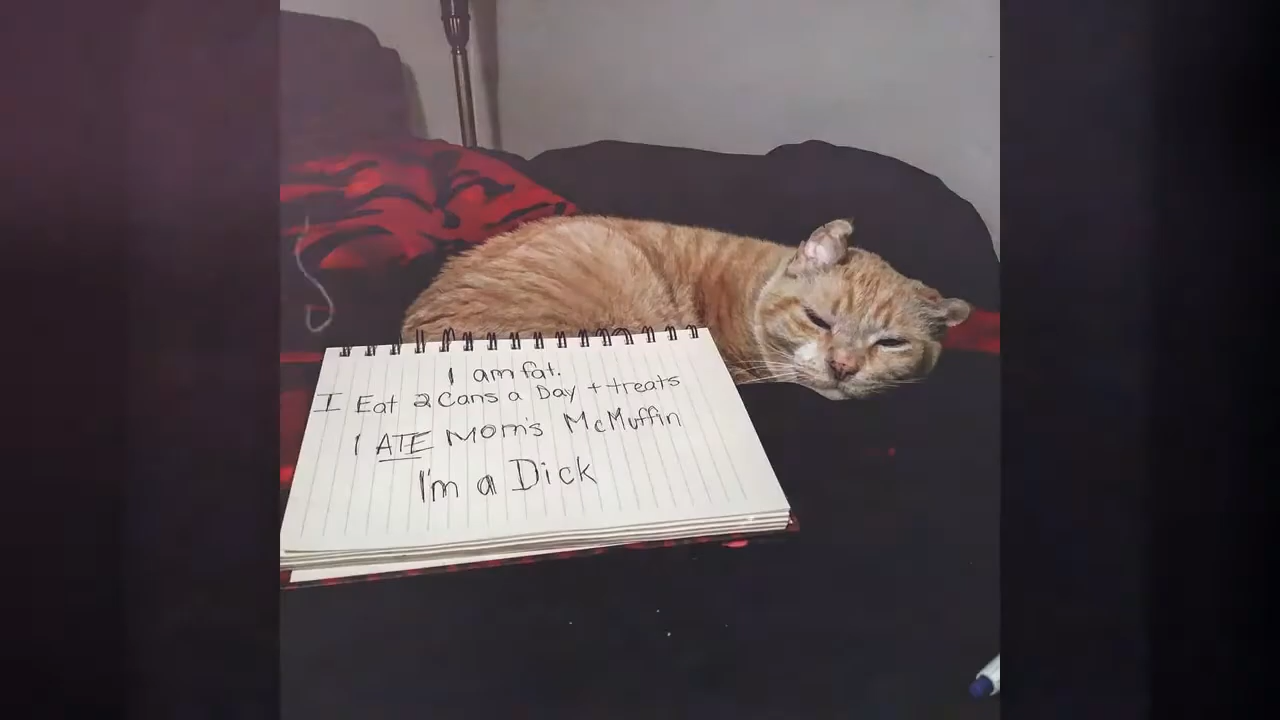 I am fat.
I Eat 2 cans a Day + treats
I ATE Mom's McMuffin
I'm a Dick